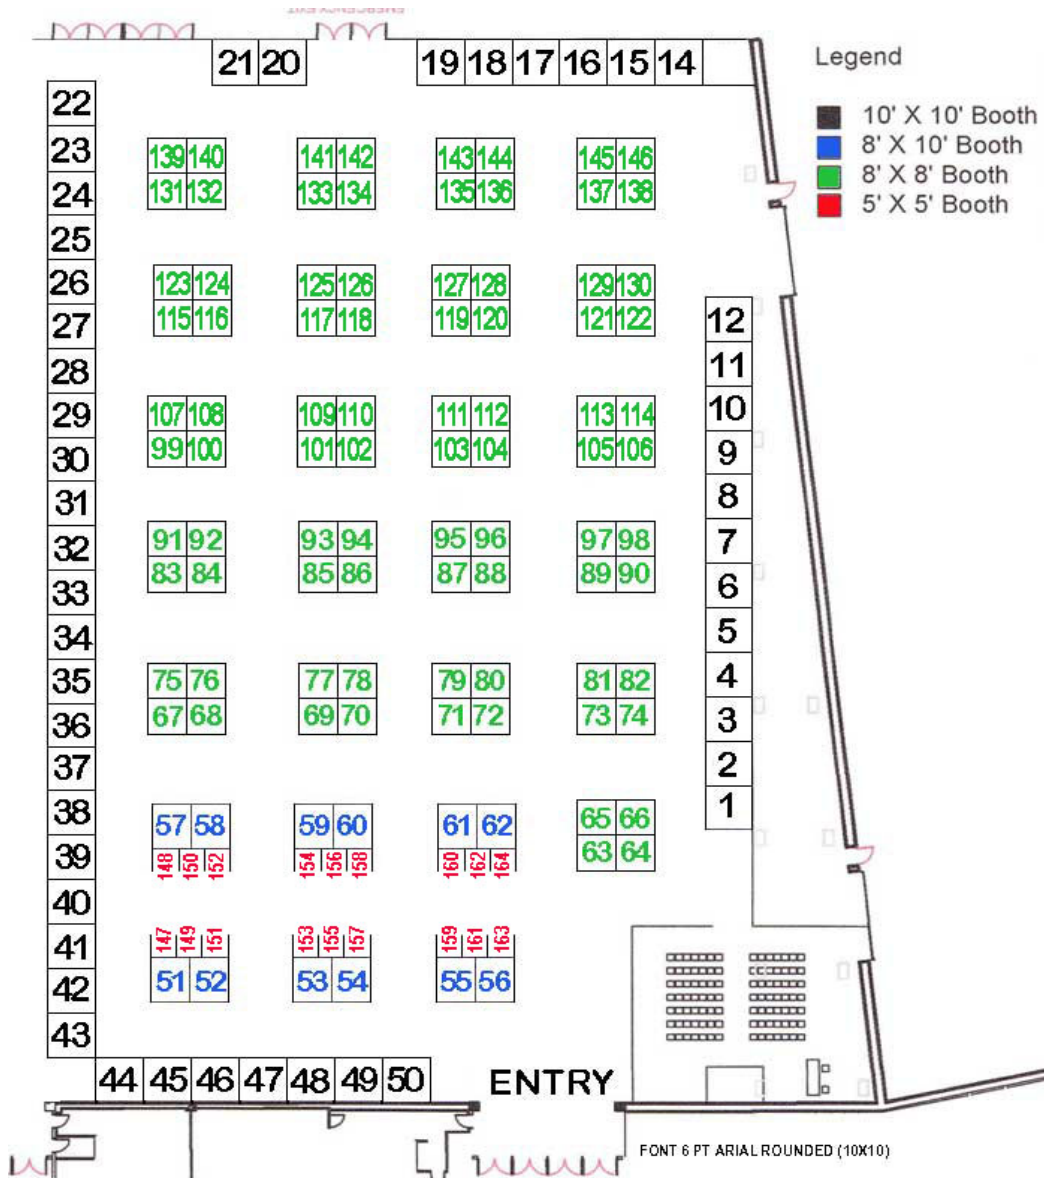 EMERGENCY EXIT
21 20 19 18 17 16 15 14
Legend
10' X 10' Booth
8' X 10' Booth
8' X 8' Booth
5' X 5' Booth
22
23
24
25
26
27
28
29
30
31
32
33
34
35
36
37
38
39
40
41
42
43
139 140 141 142 143 144 145 146
131 132 133 134 135 136 137 138
123 124 125 126 127 128 129 130
115 116 117 118 119 120 121 122
107 108 109 110 111 112 113 114
99 100 101 102 103 104 105 106
91 92 93 94 95 96 97 98
83 84 85 86 87 88 89 90
75 76 77 78 79 80 81 82
67 68 69 70 71 72 73 74
57 58 59 60 61 62 65 66
148 150 152 154 156 158 160 162 164 63 64
147 149 151 153 155 157 159 161 163
51 52 53 54 55 56
12
11
10
9
8
7
6
5
4
3
2
1
44 45 46 47 48 49 50 ENTRY
FONT 6 PT ARIAL ROUNDED (10X10)